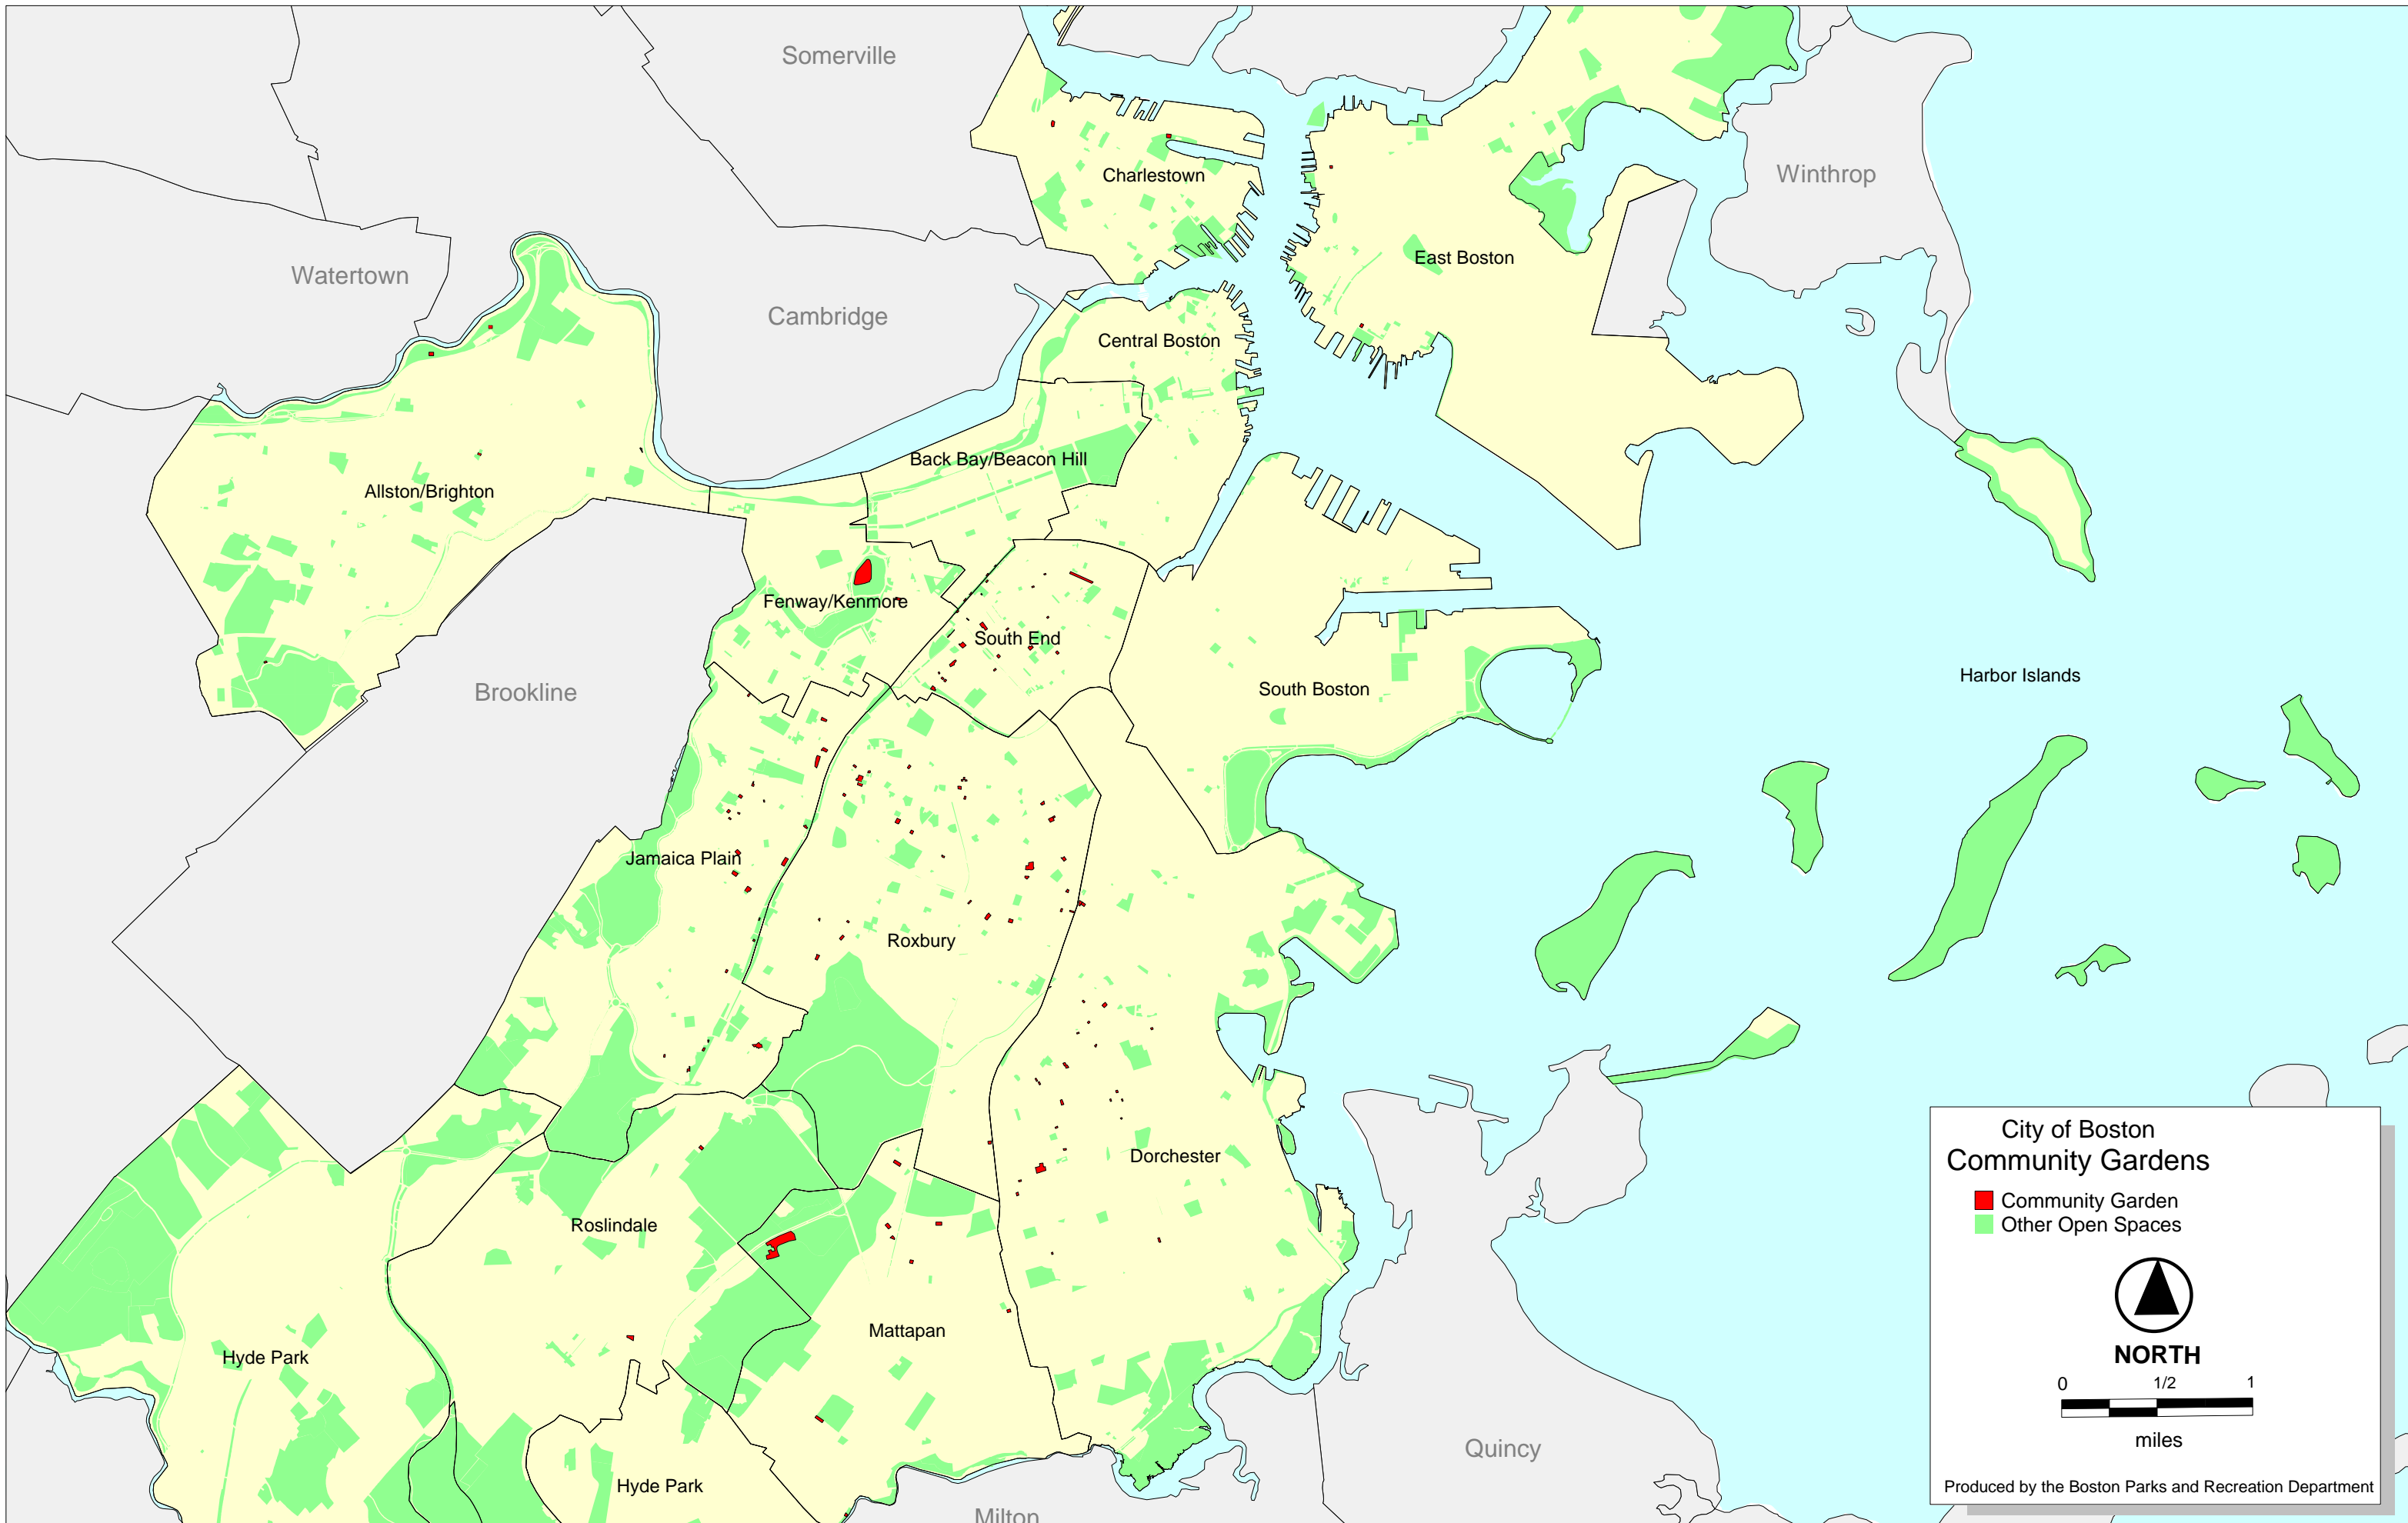 Somerville
Charlestown
Winthrop
East Boston
Watertown
Cambridge
Central Boston
Back Bay/Beacon Hill
Allston/Brighton
Fenway/Kenmore
South End
Brookline
South Boston
Harbor Islands
Jamaica Plain
Roxbury
Dorchester
Roslindale
Mattapan
Hyde Park
Hyde Park
Quincy
Milton
City of Boston
Community Gardens
Community Garden
Other Open Spaces
NORTH
0 1/2 1
miles
Produced by the Boston Parks and Recreation Department